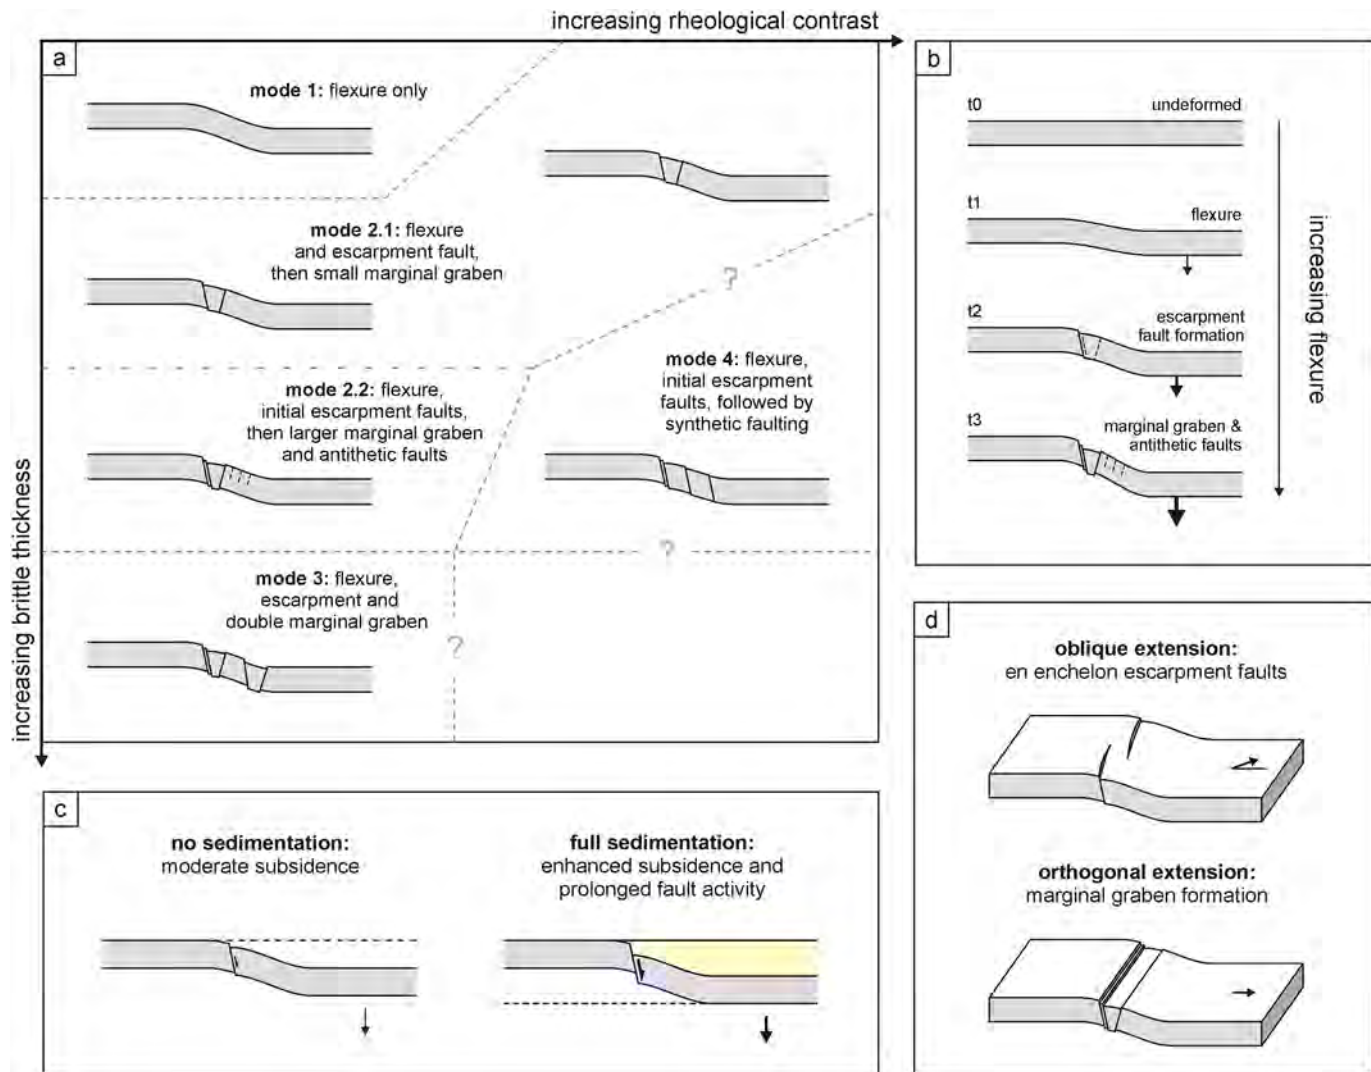 increasing rheological contrast
a
mode 1: flexure only
mode 2.1: flexure
and escarpment fault,
then small marginal graben
?
mode 2.2: flexure,
initial escarpment faults,
then larger marginal graben
and antithetic faults
mode 4: flexure,
initial escarpment
faults, followed by
synthetic faulting
?
mode 3: flexure,
escarpment and
double marginal graben
?
increasing brittle thickness
b
t0
undeformed
t1
flexure
t2
escarpment
fault formation
t3
marginal graben &
antithetic faults
increasing flexure
c
no sedimentation:
moderate subsidence
full sedimentation:
enhanced subsidence and
prolonged fault activity
d
oblique extension:
en enchelon escarpment faults
orthogonal extension:
marginal graben formation